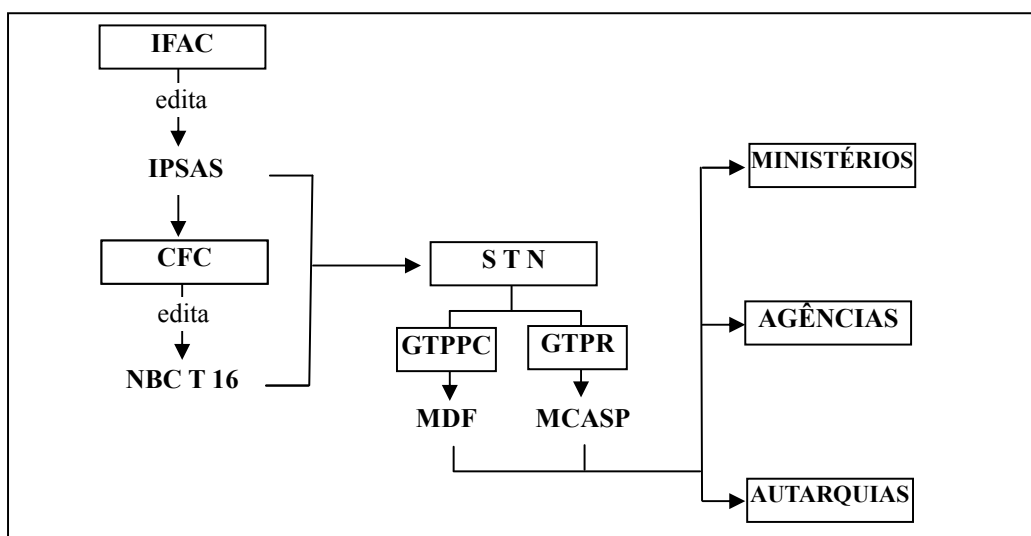 IFAC
edita
IPSAS
CFC
edita
NBC T 16
S T N
GTPPC
GTPR
MDF
MCASP
MINISTÉRIOS
AGÊNCIAS
AUTARQUIAS